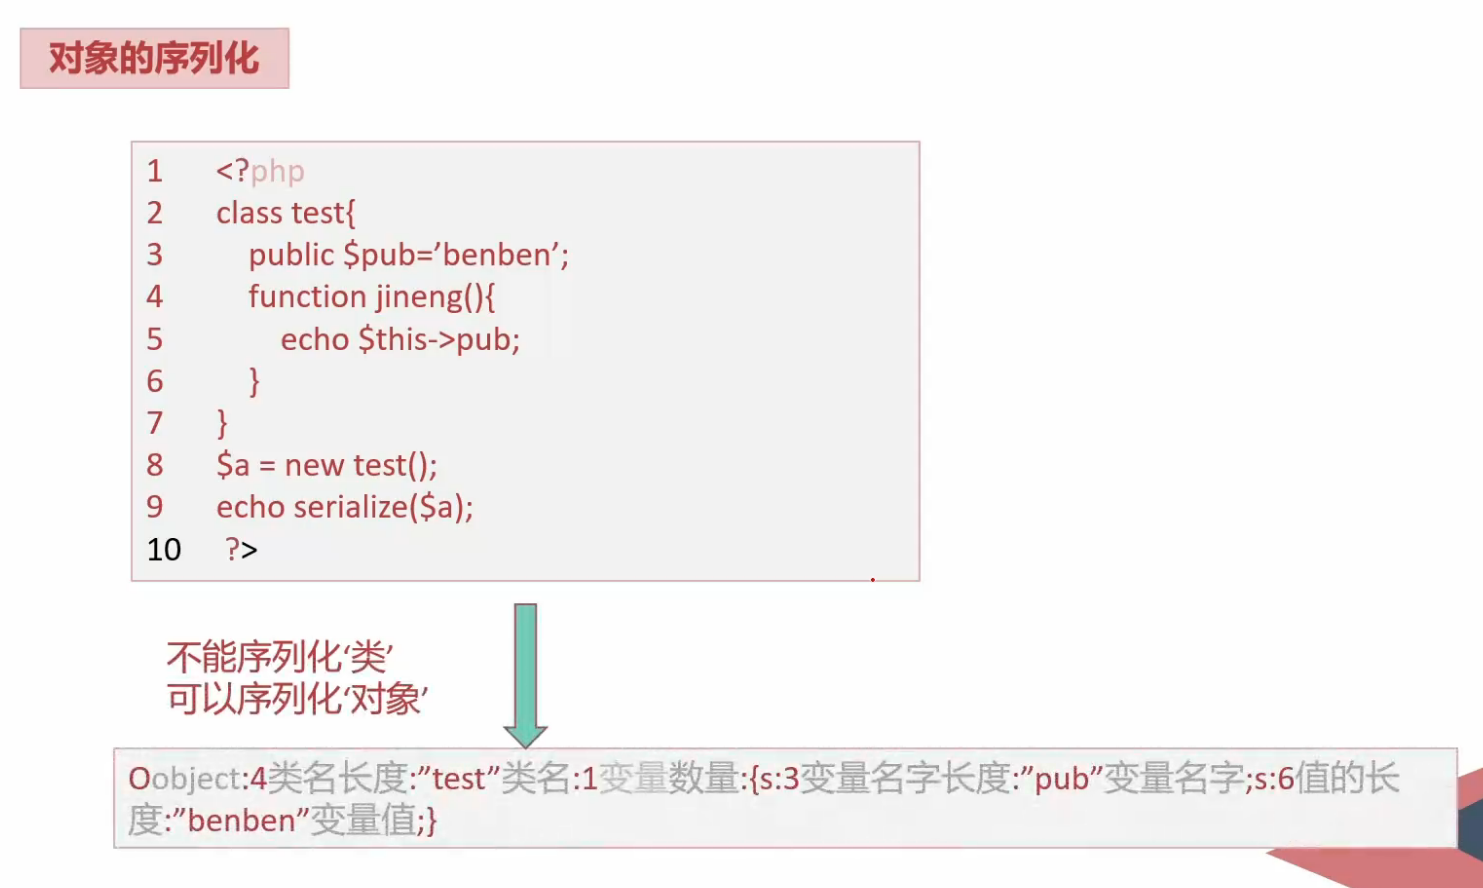 对象的序列化
1 <?php
2 class test{
3 public $pub=’benben’;
4 function jineng(){
5 echo $this->pub;
6 }
7 }
8 $a = new test();
9 echo serialize($a);
10 ?>
不能序列化‘类’
可以序列化‘对象’
Oobject:4类名长度:”test”类名:1变量数量:{s:3变量名字长度:”pub”变量名字;s:6值的长
度:”benben”变量值;}